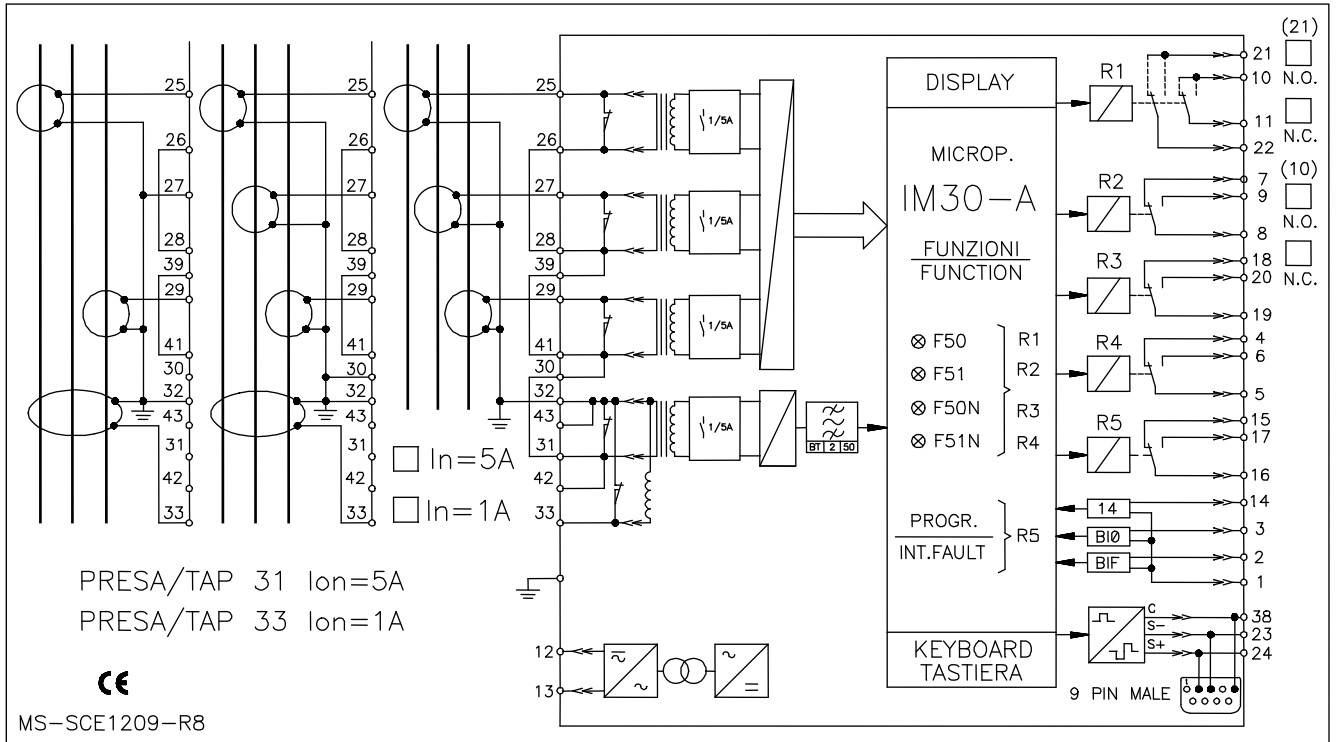 25
26
27
28
39
29
41
30
32
43
31
42
33
25
26
27
28
39
29
41
30
32
43
31
42
33
25
26
27
28
39
29
41
30
32
43
31
42
33
12
13
In=5A
In=1A
PRESA/TAP 31 Ion=5A
PRESA/TAP 33 Ion=1A
CE
MS-SCE1209-R8
1/5A
1/5A
1/5A
1/5A
BT 2 50
DISPLAY
MICROP.
IM30-A
FUNZIONI
FUNCTION
F50 R1
F51 R2
F50N R3
F51N R4
PROGR.
INT.FAULT
R5
KEYBOARD
TASTIERA
R1
R2
R3
R4
R5
14
BI0
BIF
C
S-
S+
1
9 PIN MALE
21
10
11
22
7
9
8
18
20
19
4
6
5
15
17
16
14
3
2
1
38
23
24
(21)
N.O.
N.C.
(10)
N.O.
N.C.